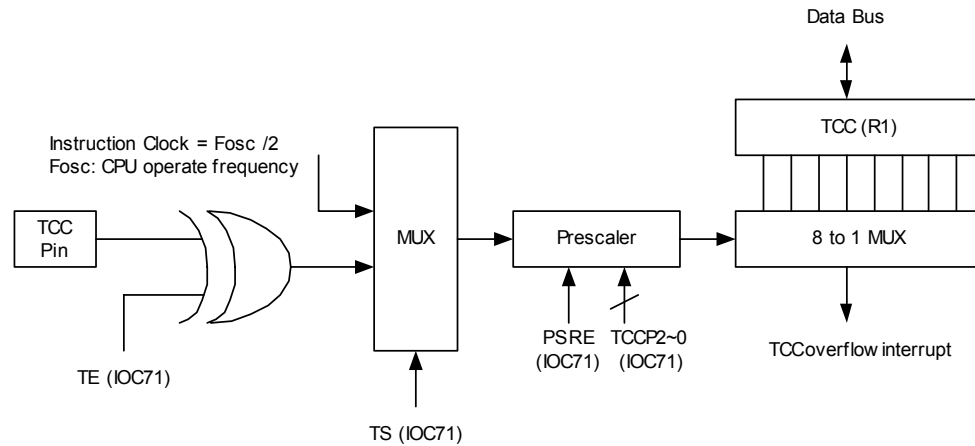 Data Bus
TCC (R1)
Instruction Clock = Fosc /2
Fosc: CPU operate frequency
TCC
Pin
MUX
Prescaler
8 to 1 MUX
PSRE
(IOC71)
TCCP2~0
(IOC71)
TCCoverflow interrupt
TE (IOC71)
TS (IOC71)